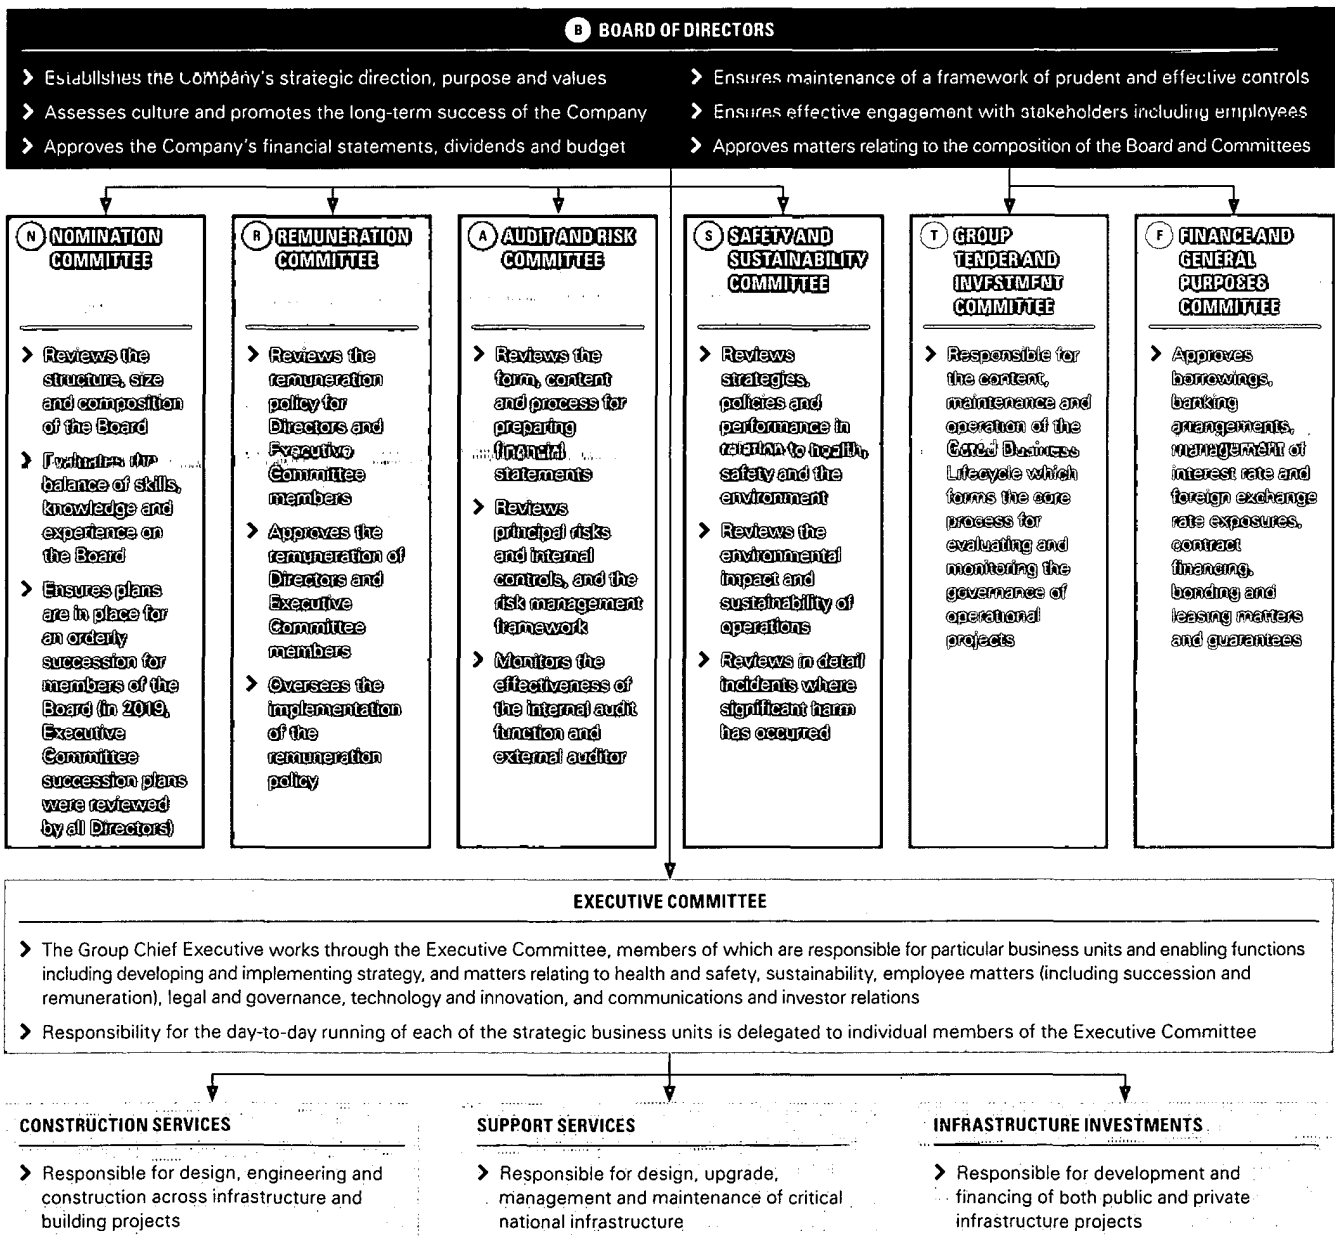 B BOARD OF DIRECTORS
Establishes the Company's strategic direction, purpose and values
Assesses culture and promotes the long-term success of the Company
Approves the Company's financial statements, dividends and budget
Ensures maintenance of a framework of prudent and effective controls
Ensures effective engagement with stakeholders including employees
Approves matters relating to the composition of the Board and Committees
N NOMINATION
COMMITTEE
Reviews the
structure, size
and composition
of the Board
Evaluates the
balance of skills,
knowledge and
experience on
the Board
Ensures plans
are in place for
an orderly
succession for
members of the
Board (in 2019,
Executive
Committee
succession plans
were reviewed
by all Directors)
R REMUNERATION
COMMITTEE
Reviews the
remuneration
policy for
Directors and
Executive
Committee
members
Approves the
remuneration of
Directors and
Executive
Committee
members
Oversees the
implementation
of the
remuneration
policy
A AUDIT AND RISK
COMMITTEE
Reviews the
form, content
and process for
preparing
financial
statements
Reviews
principal risks
and internal
controls, and the
risk management
framework
Monitors the
effectiveness of
the internal audit
function and
external auditor
S SAFETY AND
SUSTAINABILITY
COMMITTEE
Reviews
strategies,
policies and
performance in
relation to health,
safety and the
environment
Reviews the
environmental
impact and
sustainability of
operations
Reviews in detail
incidents where
significant harm
has occurred
T GROUP
TENDER AND
INVESTMENT
COMMITTEE
Responsible for
the content,
maintenance and
operation of the
Gated Business
Lifecycle which
forms the core
process for
evaluating and
monitoring the
governance of
operational
projects
F FINANCE AND
GENERAL
PURPOSES
COMMITTEE
Approves
borrowings,
banking
arrangements,
management of
interest rate and
foreign exchange
rate exposures,
contract
financing,
bonding and
leasing matters
and guarantees
EXECUTIVE COMMITTEE
The Group Chief Executive works through the Executive Committee, members of which are responsible for particular business units and enabling functions
including developing and implementing strategy, and matters relating to health and safety, sustainability, employee matters (including succession and
remuneration), legal and governance, technology and innovation, and communications and investor relations
Responsibility for the day-to-day running of each of the strategic business units is delegated to individual members of the Executive Committee
CONSTRUCTION SERVICES
Responsible for design, engineering and
construction across infrastructure and
building projects
SUPPORT SERVICES
Responsible for design, upgrade,
management and maintenance of critical
national infrastructure
INFRASTRUCTURE INVESTMENTS
Responsible for development and
financing of both public and private
infrastructure projects